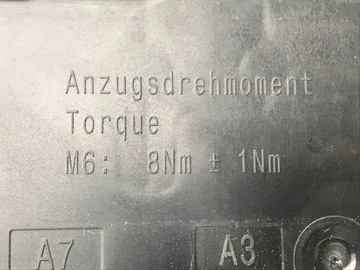 Anzugsdrehmoment
Torque
M6: 8Nm ± 1Nm
A7 A3